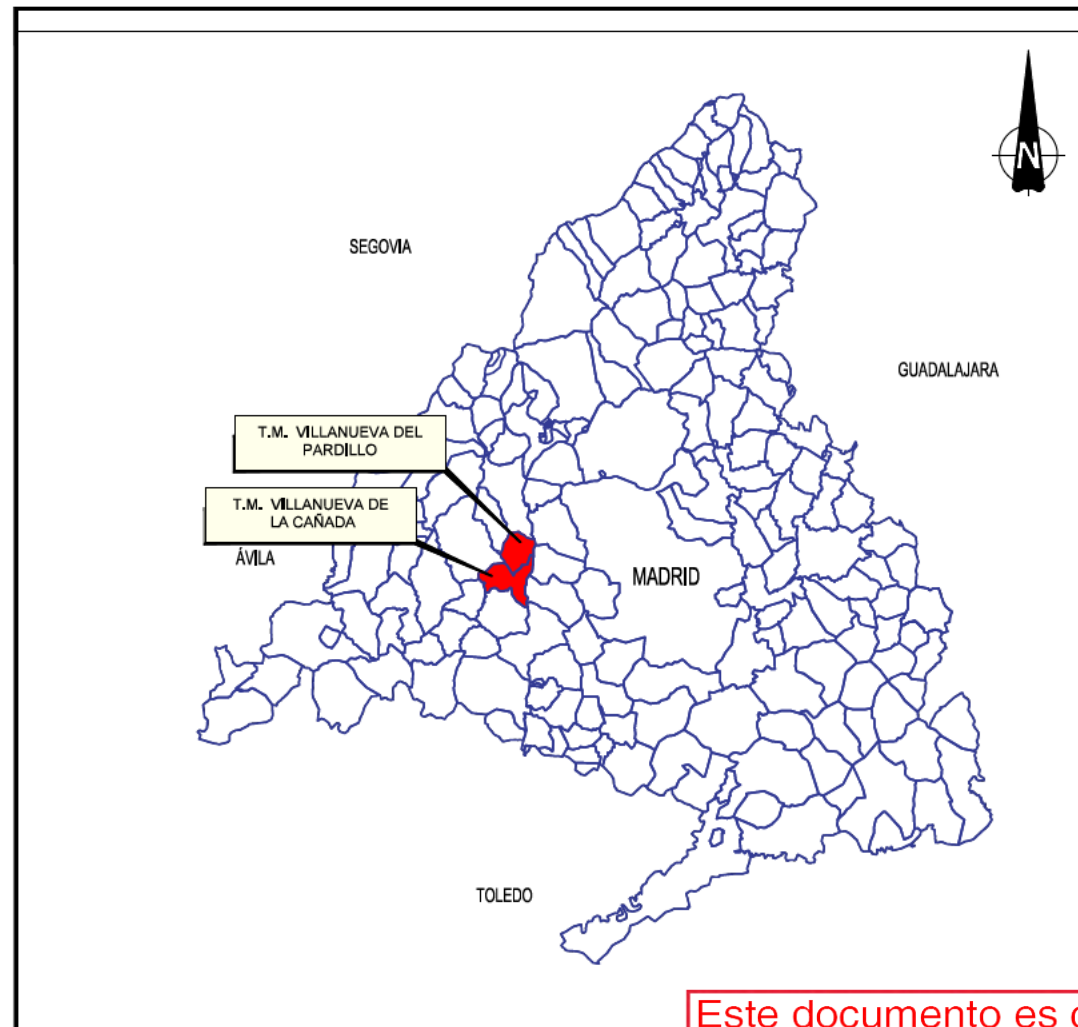 N
SEGOVIA
GUADALAJARA
T.M. VILLANUEVA DEL
PARDILLO
T.M. VILLANUEVA DE
LA CAÑADA
ÁVILA
MADRID
TOLEDO
Este documento es